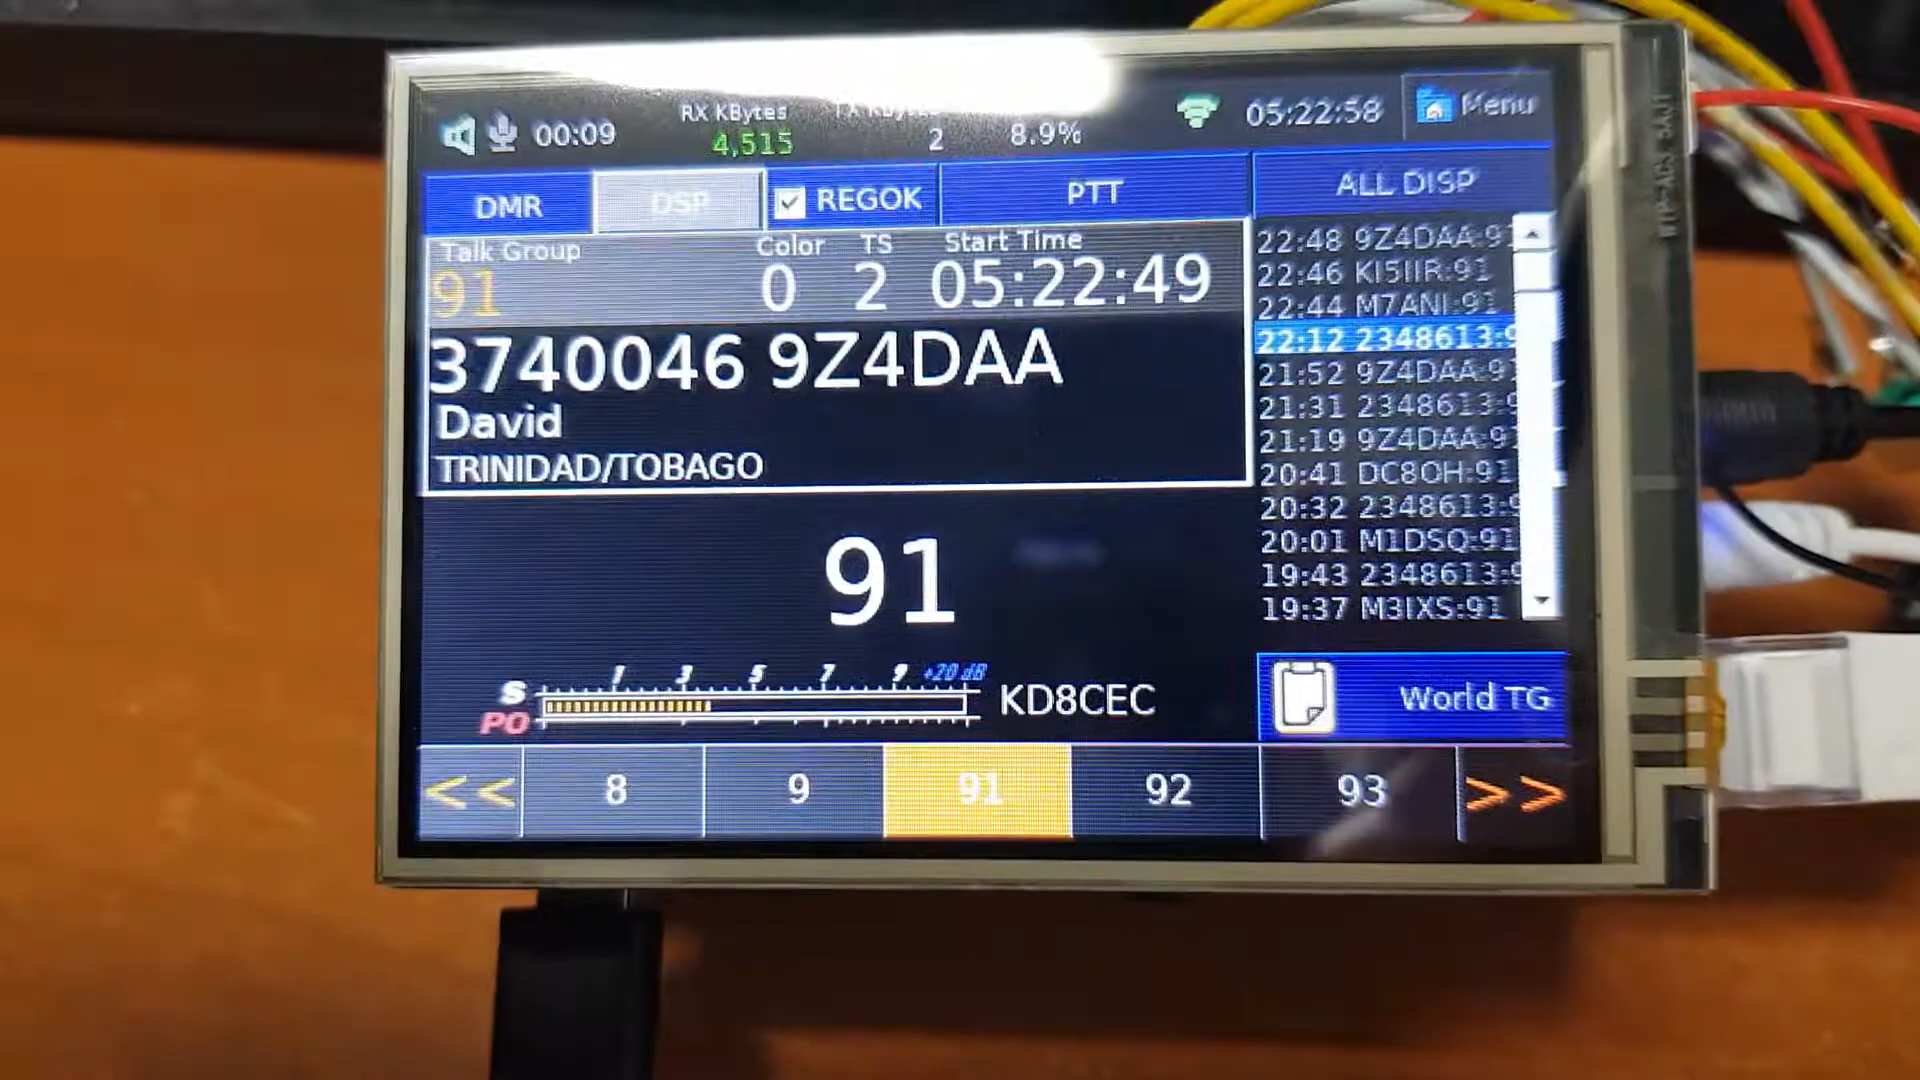 00:09 RX KBytes 4,515 2 8.9% 05:22:58 Menu
DMR DSP REGOK PTT ALL DISP
Talk Group Color TS Start Time
91 0 2 05:22:49
3740046 9Z4DAA
David
TRINIDAD/TOBAGO
22:48 9Z4DAA:91
22:46 KI5IIR:91
22:44 M7ANI:91
22:12 2348613:9
21:52 9Z4DAA:91
21:31 2348613:9
21:19 9Z4DAA:91
20:41 DC8OH:91
20:32 2348613:9
20:01 M1DSQ:91
19:43 2348613:9
19:37 M3IXS:91
91
1 3 5 7 9 +20 dB
S
PO
KD8CEC
World TG
<< 8 9 91 92 93 >>